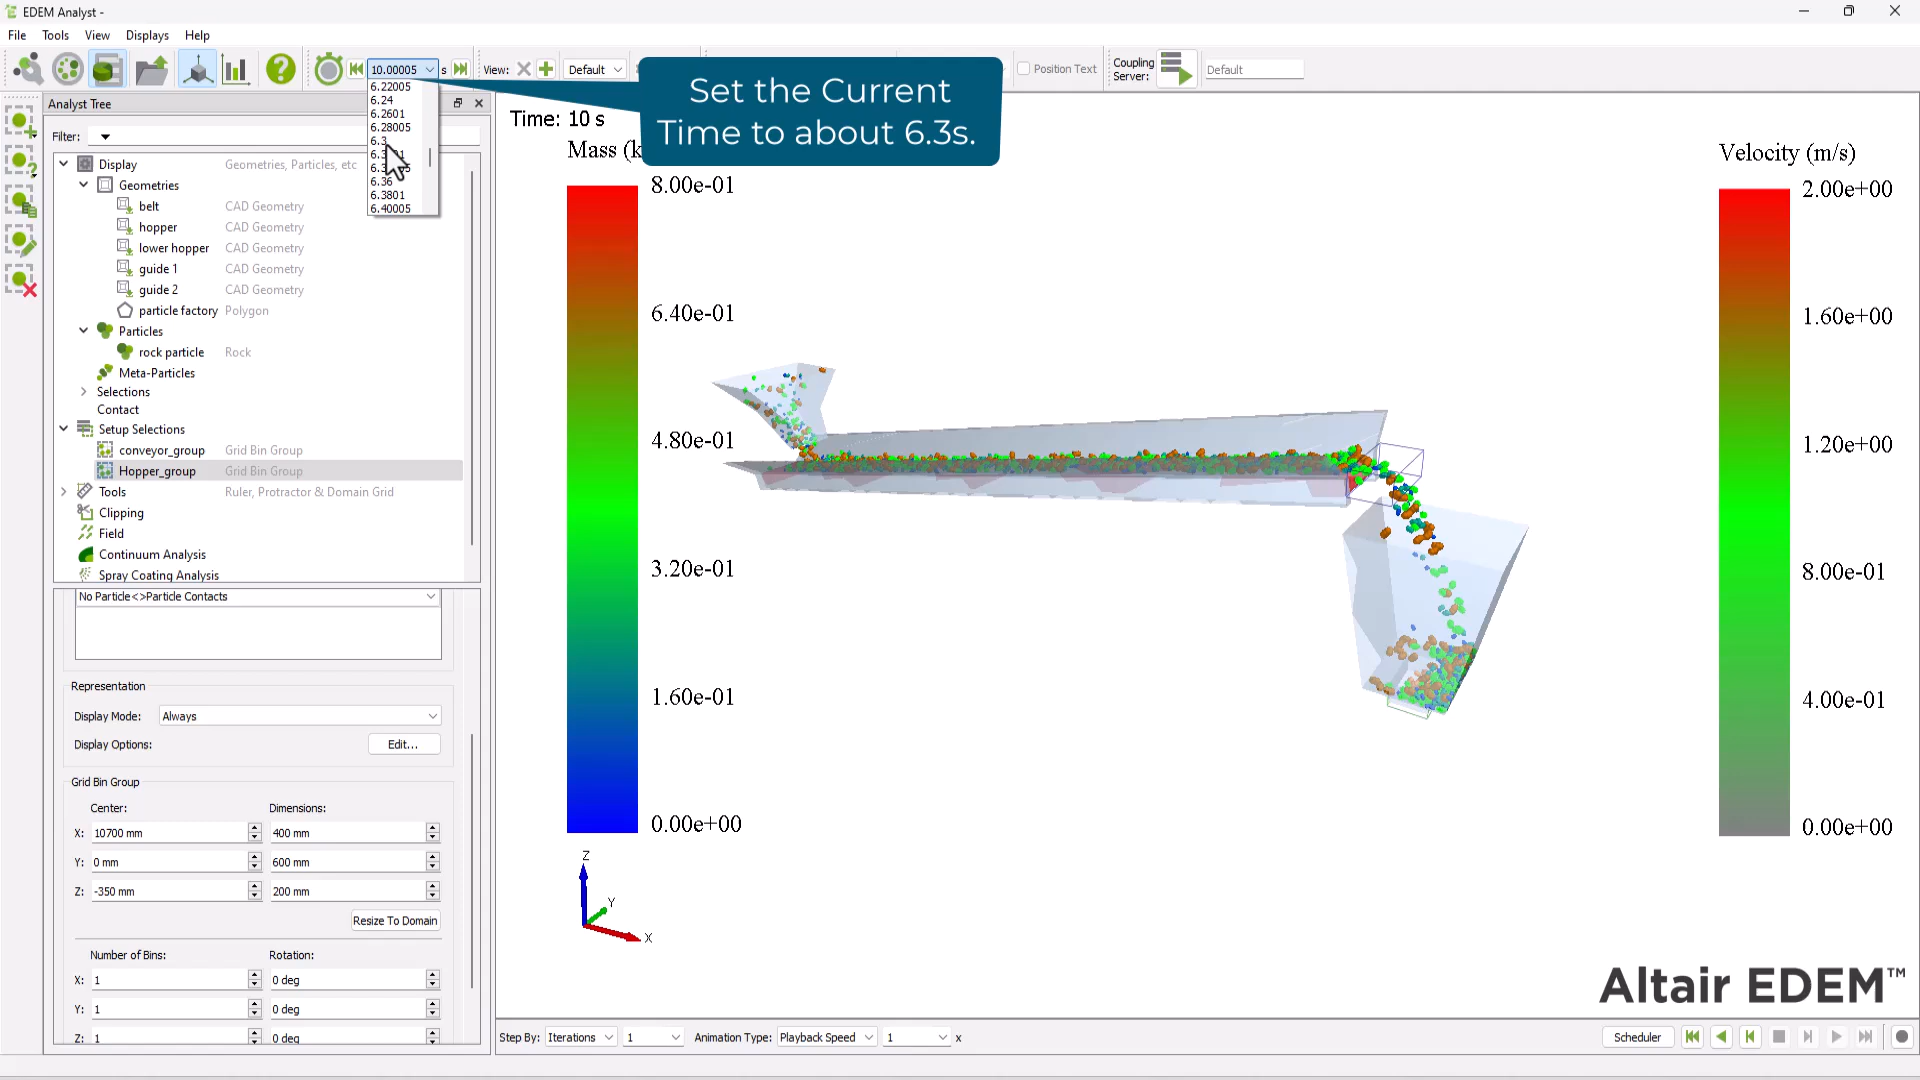 EDEM Analyst -
File Tools View Displays Help
10.00005 s View: Default Position Text Coupling Server: Default
6.22005
6.24
6.2601
6.28005
6.3
6.36
6.3801
6.40005
Set the Current
Time to about 6.3s.
Analyst Tree
Filter:
Display Geometries, Particles, etc
Geometries
belt CAD Geometry
hopper CAD Geometry
lower hopper CAD Geometry
guide 1 CAD Geometry
guide 2 CAD Geometry
particle factory Polygon
Particles
rock particle Rock
Meta-Particles
Selections
Contact
Setup Selections
conveyor_group Grid Bin Group
Hopper_group Grid Bin Group
Tools Ruler, Protractor & Domain Grid
Clipping
Field
Continuum Analysis
Spray Coating Analysis
No Particle<>Particle Contacts
Representation
Display Mode: Always
Display Options: Edit...
Grid Bin Group
Center: Dimensions:
X: 10700 mm 400 mm
Y: 0 mm 600 mm
Z: -350 mm 200 mm
Resize To Domain
Number of Bins: Rotation:
X: 1 0 deg
Y: 1 0 deg
Z: 1 0 deg
Time: 10 s
Mass (k
8.00e-01
6.40e-01
4.80e-01
3.20e-01
1.60e-01
0.00e+00
Z
Y
X
Velocity (m/s)
2.00e+00
1.60e+00
1.20e+00
8.00e-01
4.00e-01
0.00e+00
Altair EDEM™
Step By: Iterations 1 Animation Type: Playback Speed 1 x Scheduler